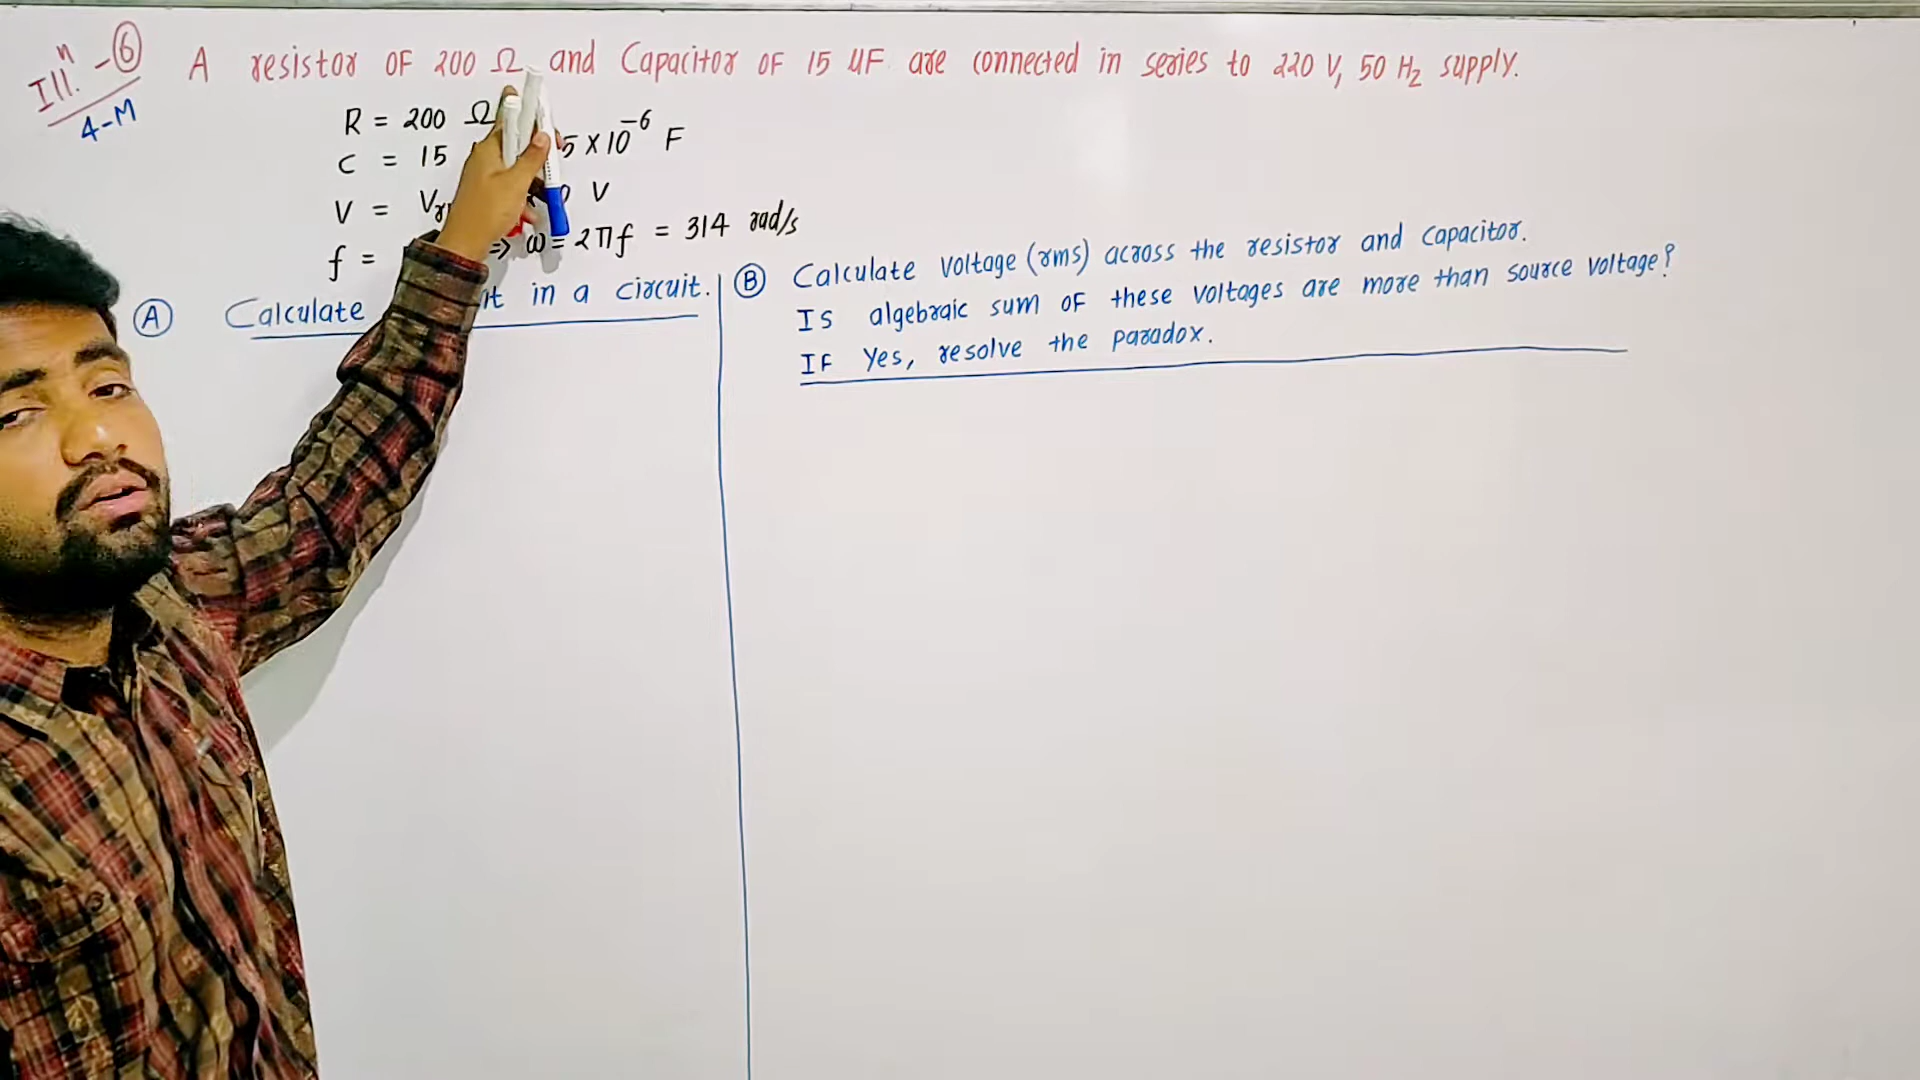 Illⁿ - ⑥ A resistor OF 200 Ω and Capacitor OF 15 μF are connected in series to 220 V, 50 Hz supply.
4-M
R = 200 Ω
C = 15 5 × 10⁻⁶ F
V = V V
f = => ω = 2πf = 314 rad/s
Ⓐ Calculate in a circuit.
Ⓑ Calculate voltage (rms) across the resistor and capacitor.
IS algebraic sum OF these voltages are more than source voltage?
IF Yes, resolve the paradox.